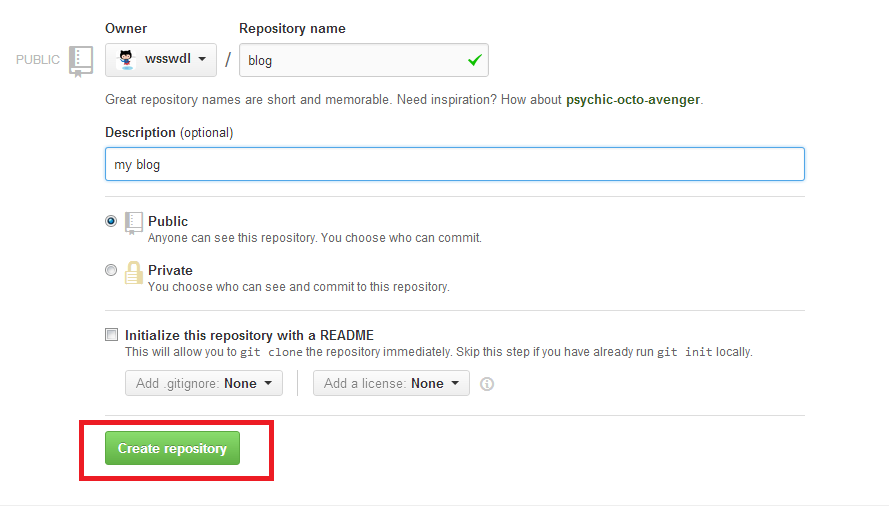 Owner Repository name
PUBLIC wsswdl / blog
Great repository names are short and memorable. Need inspiration? How about psychic-octo-avenger.
Description (optional)
my blog
Public
Anyone can see this repository. You choose who can commit.
Private
You choose who can see and commit to this repository.
Initialize this repository with a README
This will allow you to git clone the repository immediately. Skip this step if you have already run git init locally.
Add .gitignore: None Add a license: None
Create repository